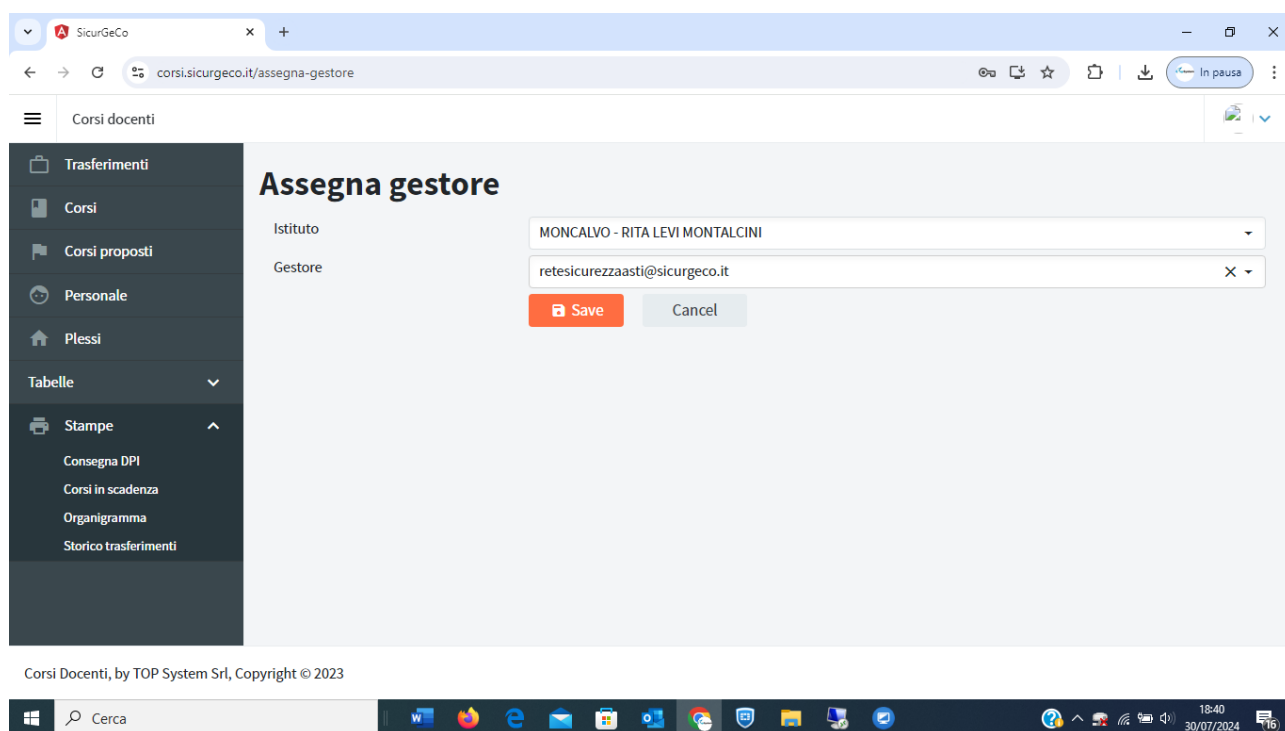 SicurGeCo
corsi.sicurgeco.it/assegna-gestore
In pausa
Corsi docenti
Trasferimenti
Corsi
Corsi proposti
Personale
Plessi
Tabelle
Stampe
Consegna DPI
Corsi in scadenza
Organigramma
Storico trasferimenti
Assegna gestore
Istituto
MONCALVO - RITA LEVI MONTALCINI
Gestore
retesicurezzaasti@sicurgeco.it
Save
Cancel
Corsi Docenti, by TOP System Srl, Copyright © 2023
Cerca
18:40
30/07/2024
16